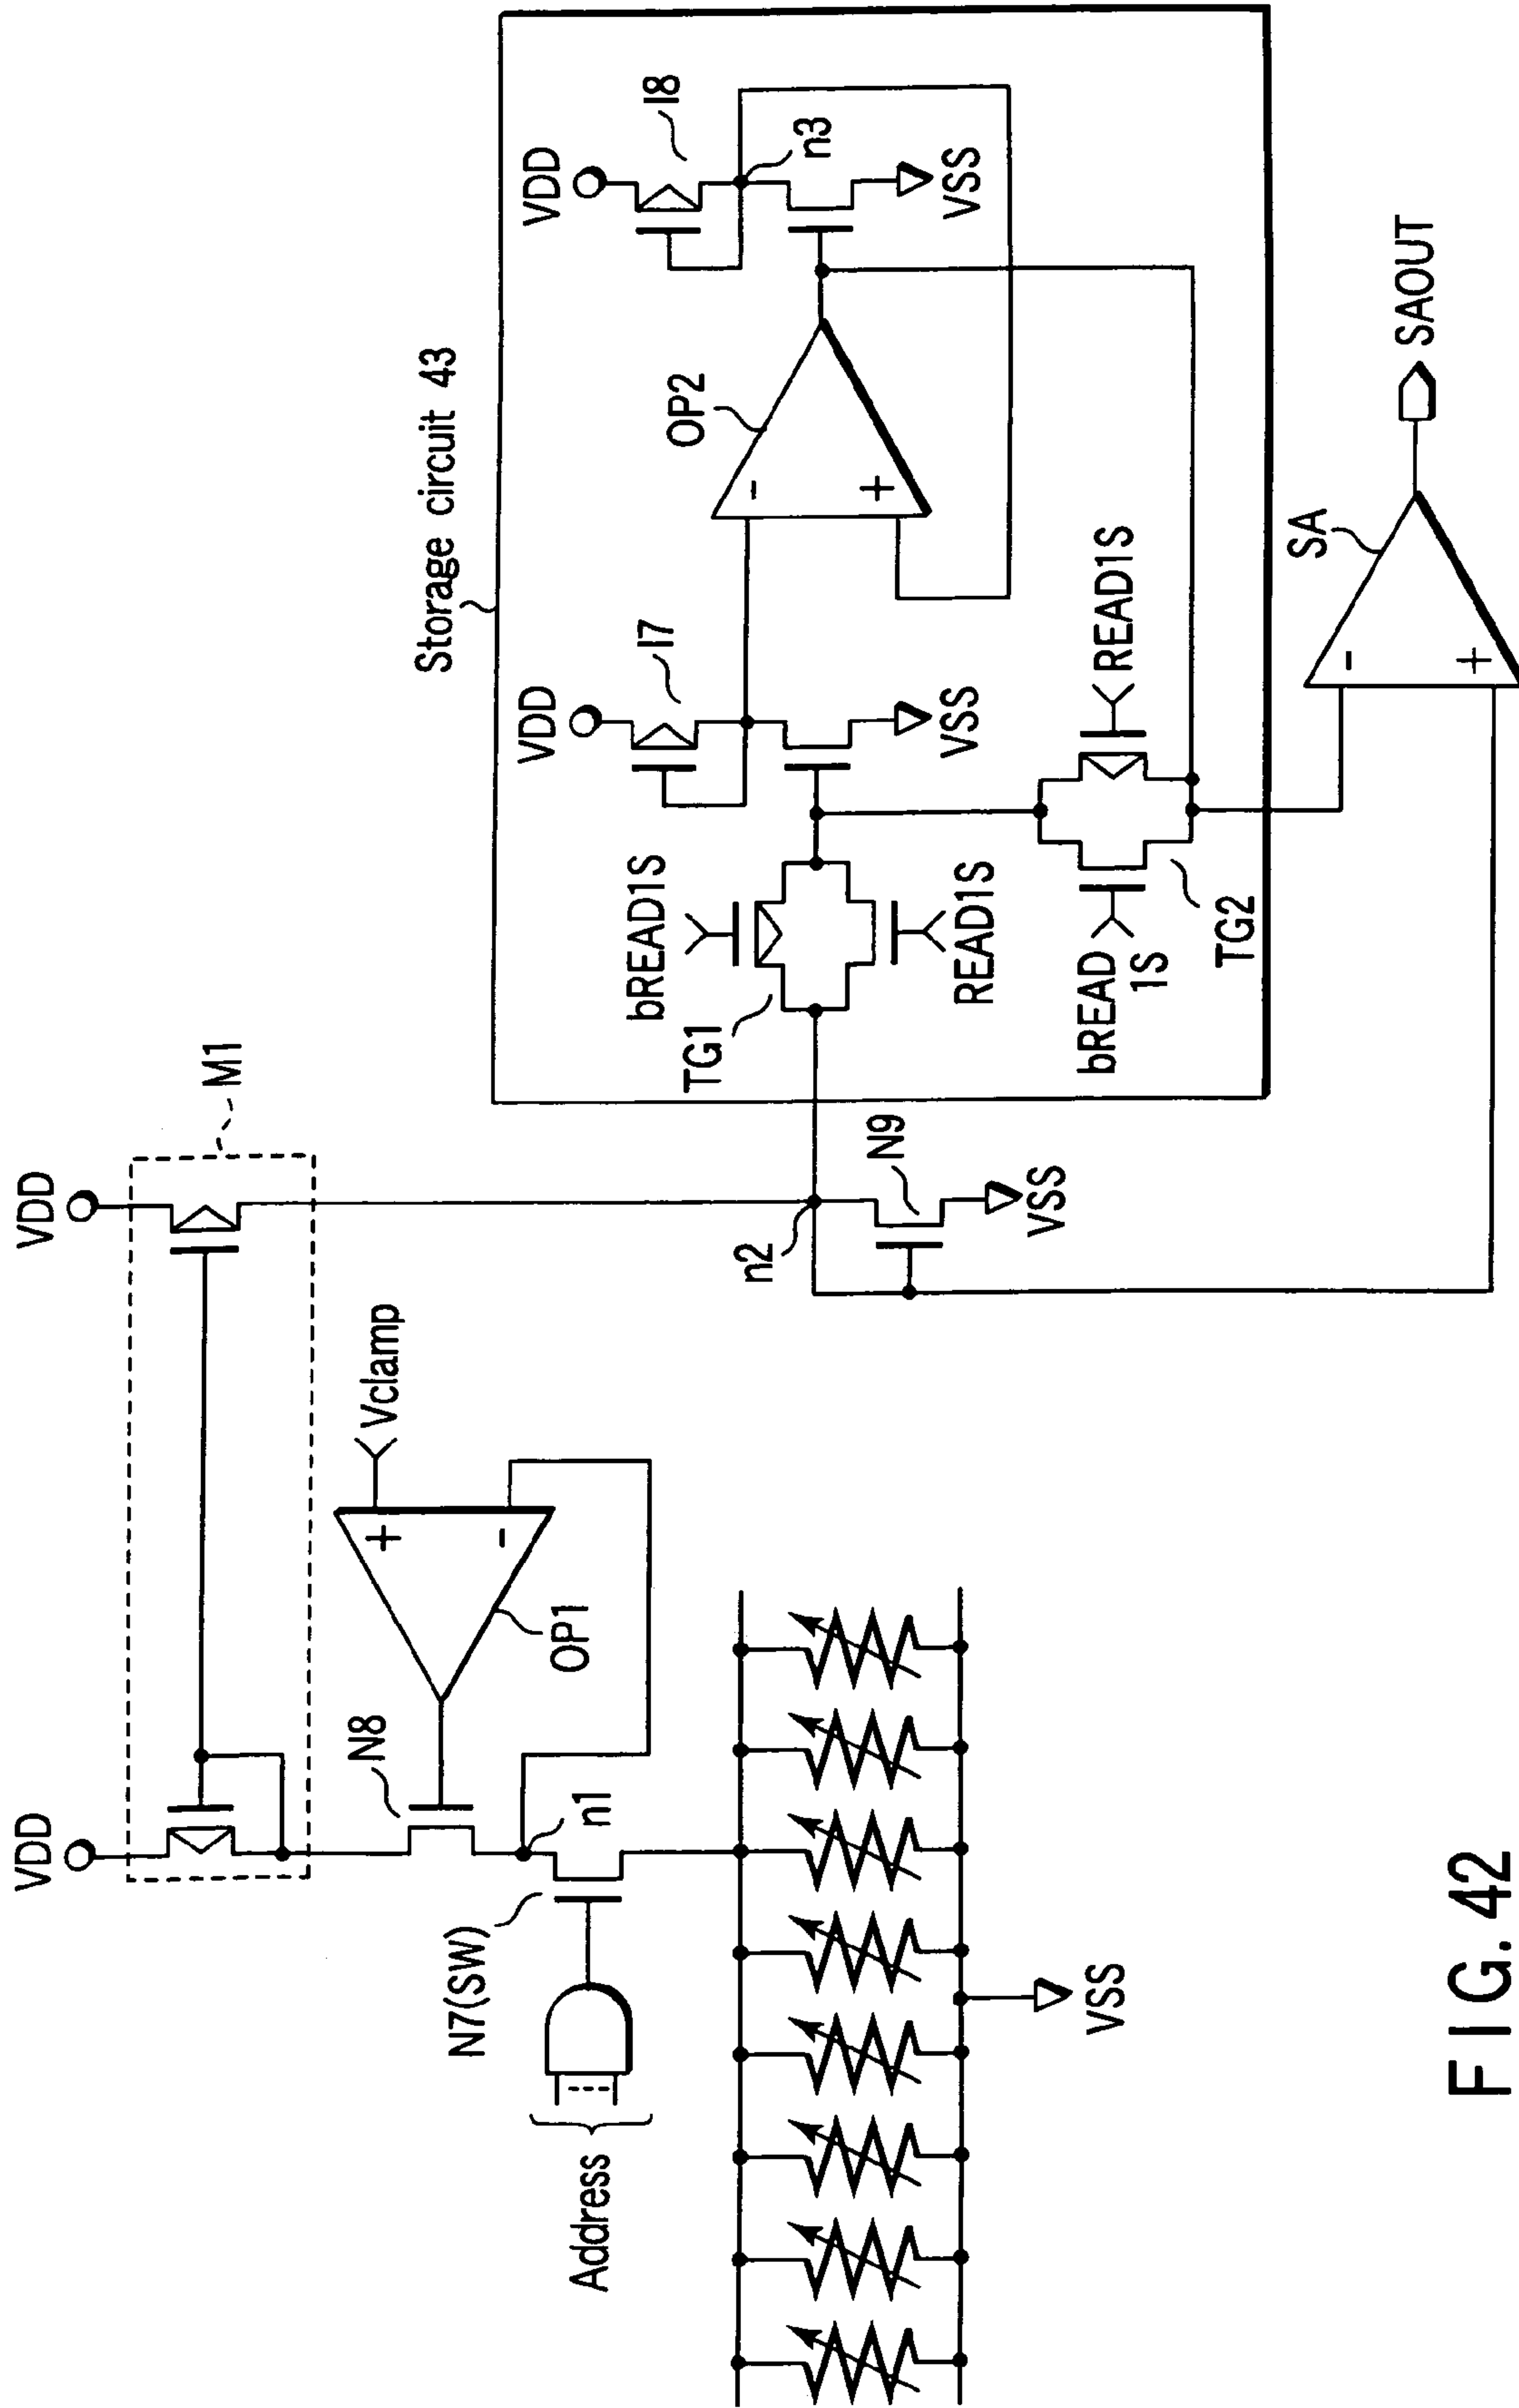 VDD
VDD
M1
N8
Vclamp
+
-
OP1
n1
N7(SW)
Address
VSS
n2
N9
VSS
Storage circuit 43
VDD
I7
VDD
I8
n3
OP2
-
+
VSS
VSS
bREAD1S
TG1
READ1S
bREAD
1S
READ1S
TG2
SA
-
+
SAOUT
FIG. 42